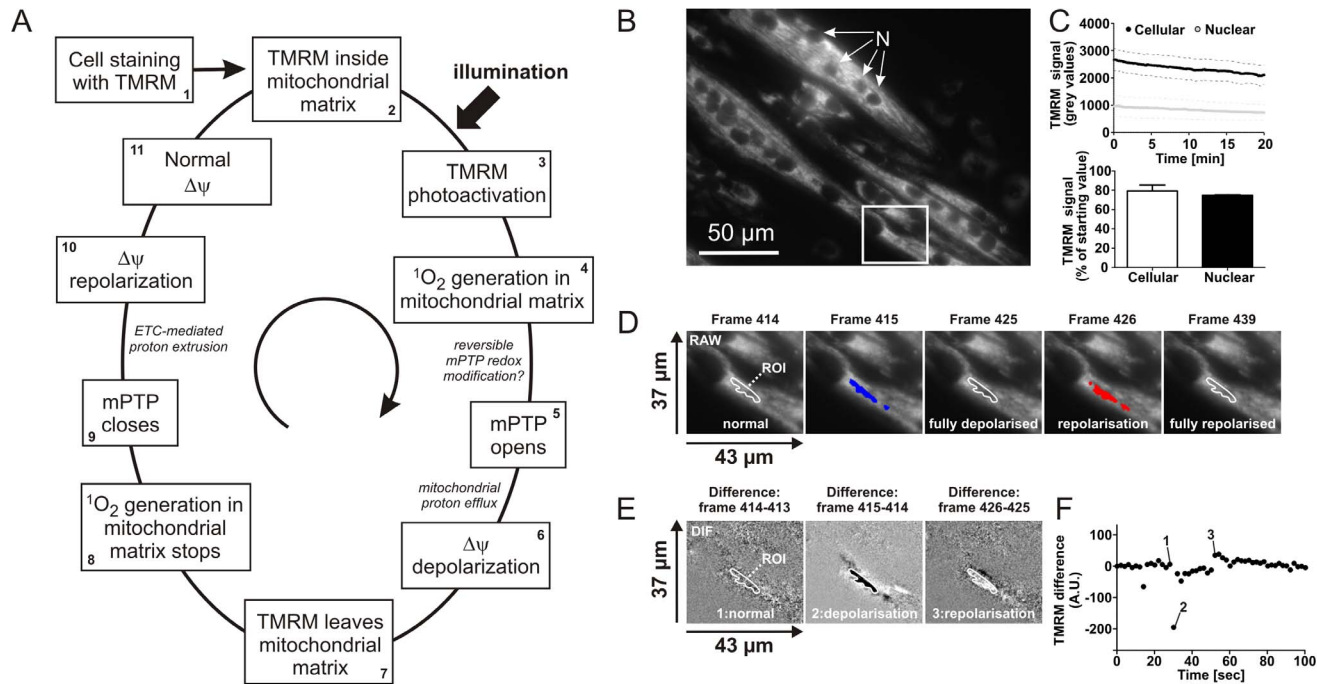 A
Cell staining
with TMRM
1
TMRM inside
mitochondrial
matrix
2
illumination
3
TMRM
photoactivation
¹O₂ generation in
mitochondrial matrix
4
reversible
mPTP redox
modification?
5
mPTP
opens
mitochondrial
proton efflux
6
Δψ
depolarization
TMRM leaves
mitochondrial
matrix
7
¹O₂ generation in
mitochondrial
matrix stops
8
mPTP
closes
9
ETC-mediated
proton extrusion
10
Δψ
repolarization
11
Normal
Δψ
B
N
50 µm
C
Cellular
Nuclear
TMRM signal
(grey values)
4000
3000
2000
1000
0
0 5 10 15 20
Time [min]
TMRM signal
(% of starting value)
100
80
60
40
20
0
Cellular
Nuclear
D
Frame 414
Frame 415
Frame 425
Frame 426
Frame 439
RAW
ROI
37 µm
normal
fully depolarised
repolarisation
fully repolarised
43 µm
E
Difference:
frame 414-413
Difference:
frame 415-414
Difference:
frame 426-425
DIF
ROI
37 µm
1:normal
2:depolarisation
3:repolarisation
43 µm
F
TMRM difference
(A.U.)
100
0
-100
-200
1
2
3
0 20 40 60 80 100
Time [sec]